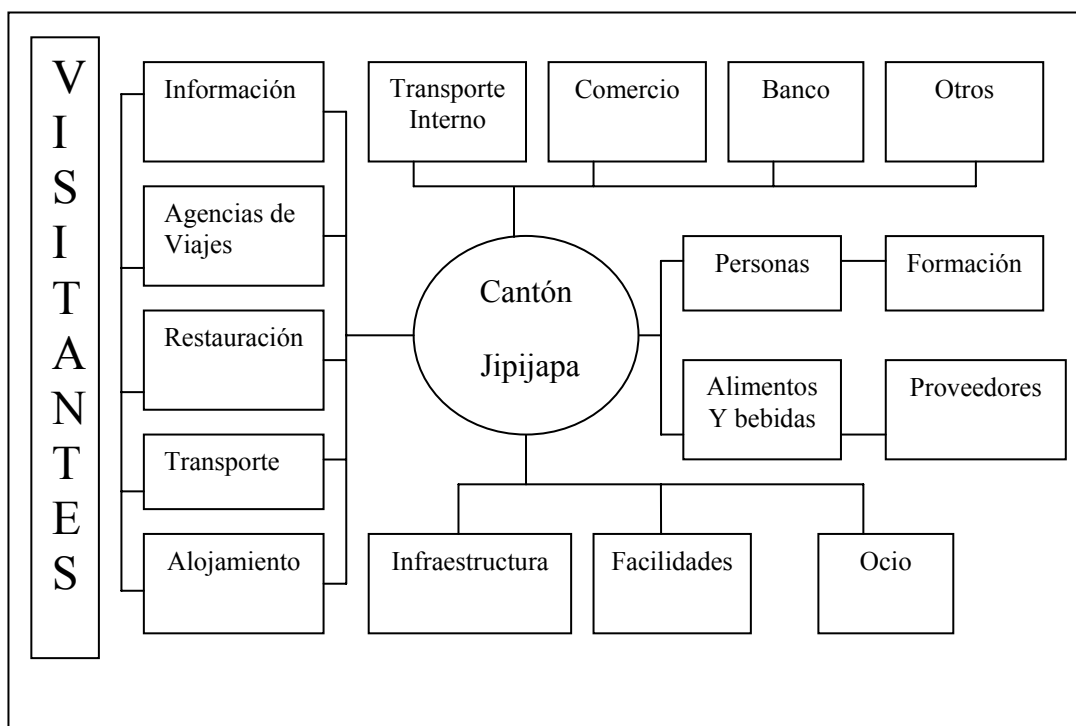 VISITANTES
Información
Agencias de
Viajes
Restauración
Transporte
Alojamiento
Transporte
Interno
Comercio
Banco
Otros
Cantón
Jipijapa
Personas
Formación
Alimentos
Y bebidas
Proveedores
Infraestructura
Facilidades
Ocio